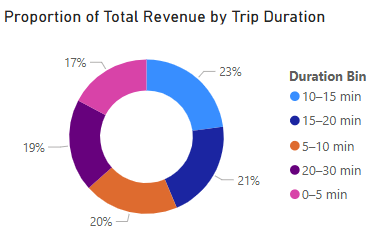 Proportion of Total Revenue by Trip Duration
17%
23%
19%
21%
20%
Duration Bin
10–15 min
15–20 min
5–10 min
20–30 min
0–5 min